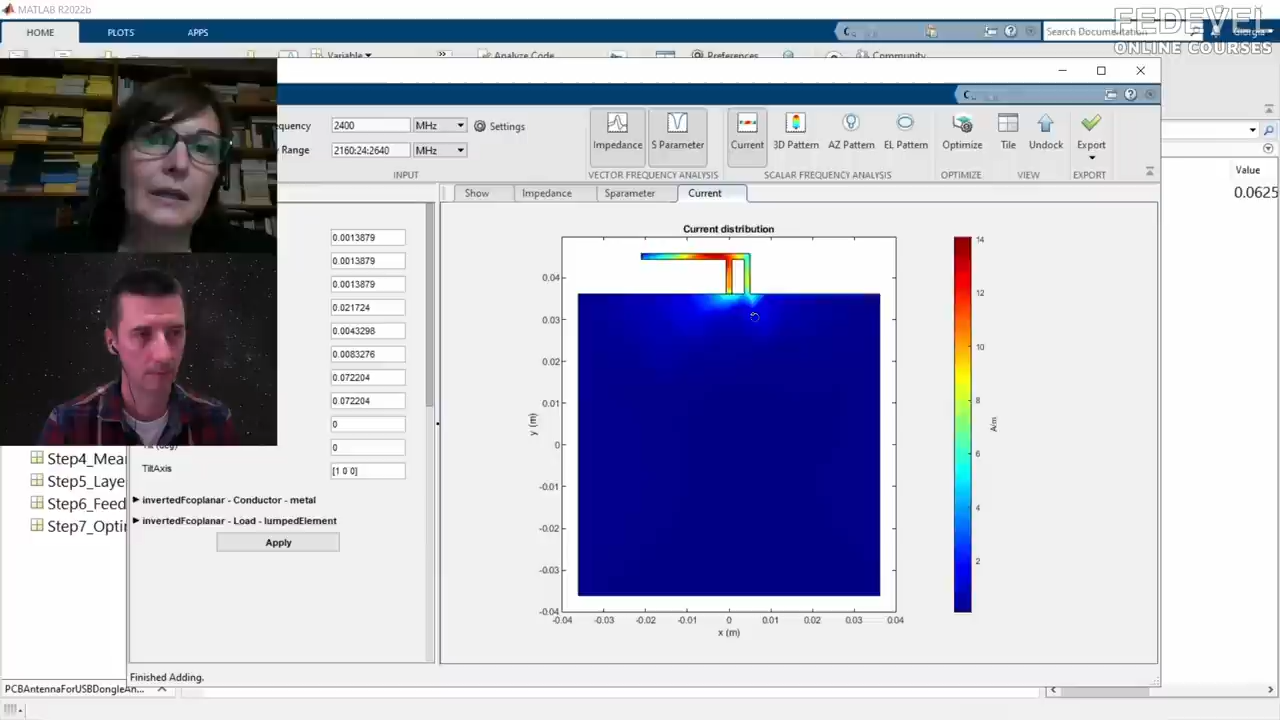 MATLAB R2022b
FEDEVEL
ONLINE COURSES
HOME PLOTS APPS
Search Documentation
Variable Analyze Code Preferences Community
equency 2400 MHz Settings
y Range 2160:24:2640 MHz
INPUT
Impedance S Parameter
VECTOR FREQUENCY ANALYSIS
Current 3D Pattern AZ Pattern EL Pattern
SCALAR FREQUENCY ANALYSIS
Optimize
OPTIMIZE
Tile Undock
VIEW
Export
EXPORT
Value
0.0625
Show Impedance Sparameter Current
0.0013879
0.0013879
0.0013879
0.021724
0.0043298
0.0083276
0.072204
0.072204
0
0
TiltAxis [1 0 0]
invertedFcoplanar - Conductor - metal
invertedFcoplanar - Load - lumpedElement
Apply
Current distribution
0.04
0.03
0.02
0.01
0
-0.01
-0.02
-0.03
-0.04
y (m)
-0.04 -0.03 -0.02 -0.01 0 0.01 0.02 0.03 0.04
x (m)
14
12
10
8
6
4
2
A/m
Step4_Mea
Step5_Laye
Step6_Feed
Step7_Opti
Finished Adding.
PCBAntennaForUSBDongleAn...